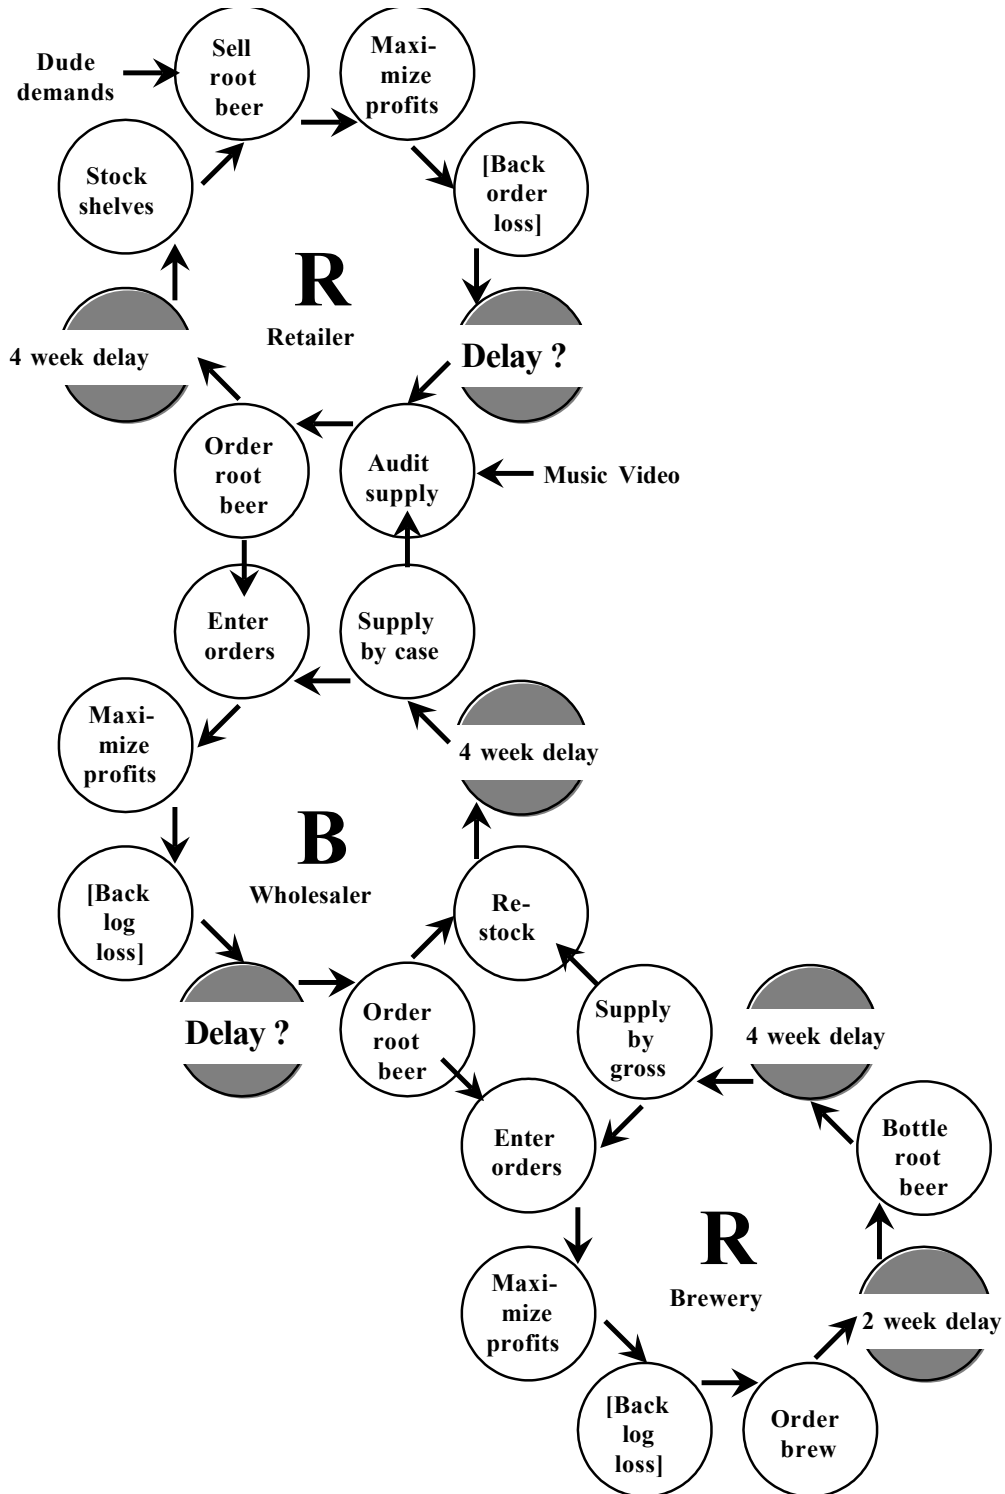 Dude
demands
Sell
root
beer
Maxi-
mize
profits
Stock
shelves
[Back
order
loss]
R
Retailer
4 week delay
Delay ?
Order
root
beer
Audit
supply
Music Video
Enter
orders
Supply
by case
Maxi-
mize
profits
4 week delay
B
Wholesaler
[Back
log
loss]
Re-
stock
Delay ?
Order
root
beer
Supply
by
gross
4 week delay
Enter
orders
Bottle
root
beer
R
Brewery
Maxi-
mize
profits
2 week delay
[Back
log
loss]
Order
brew